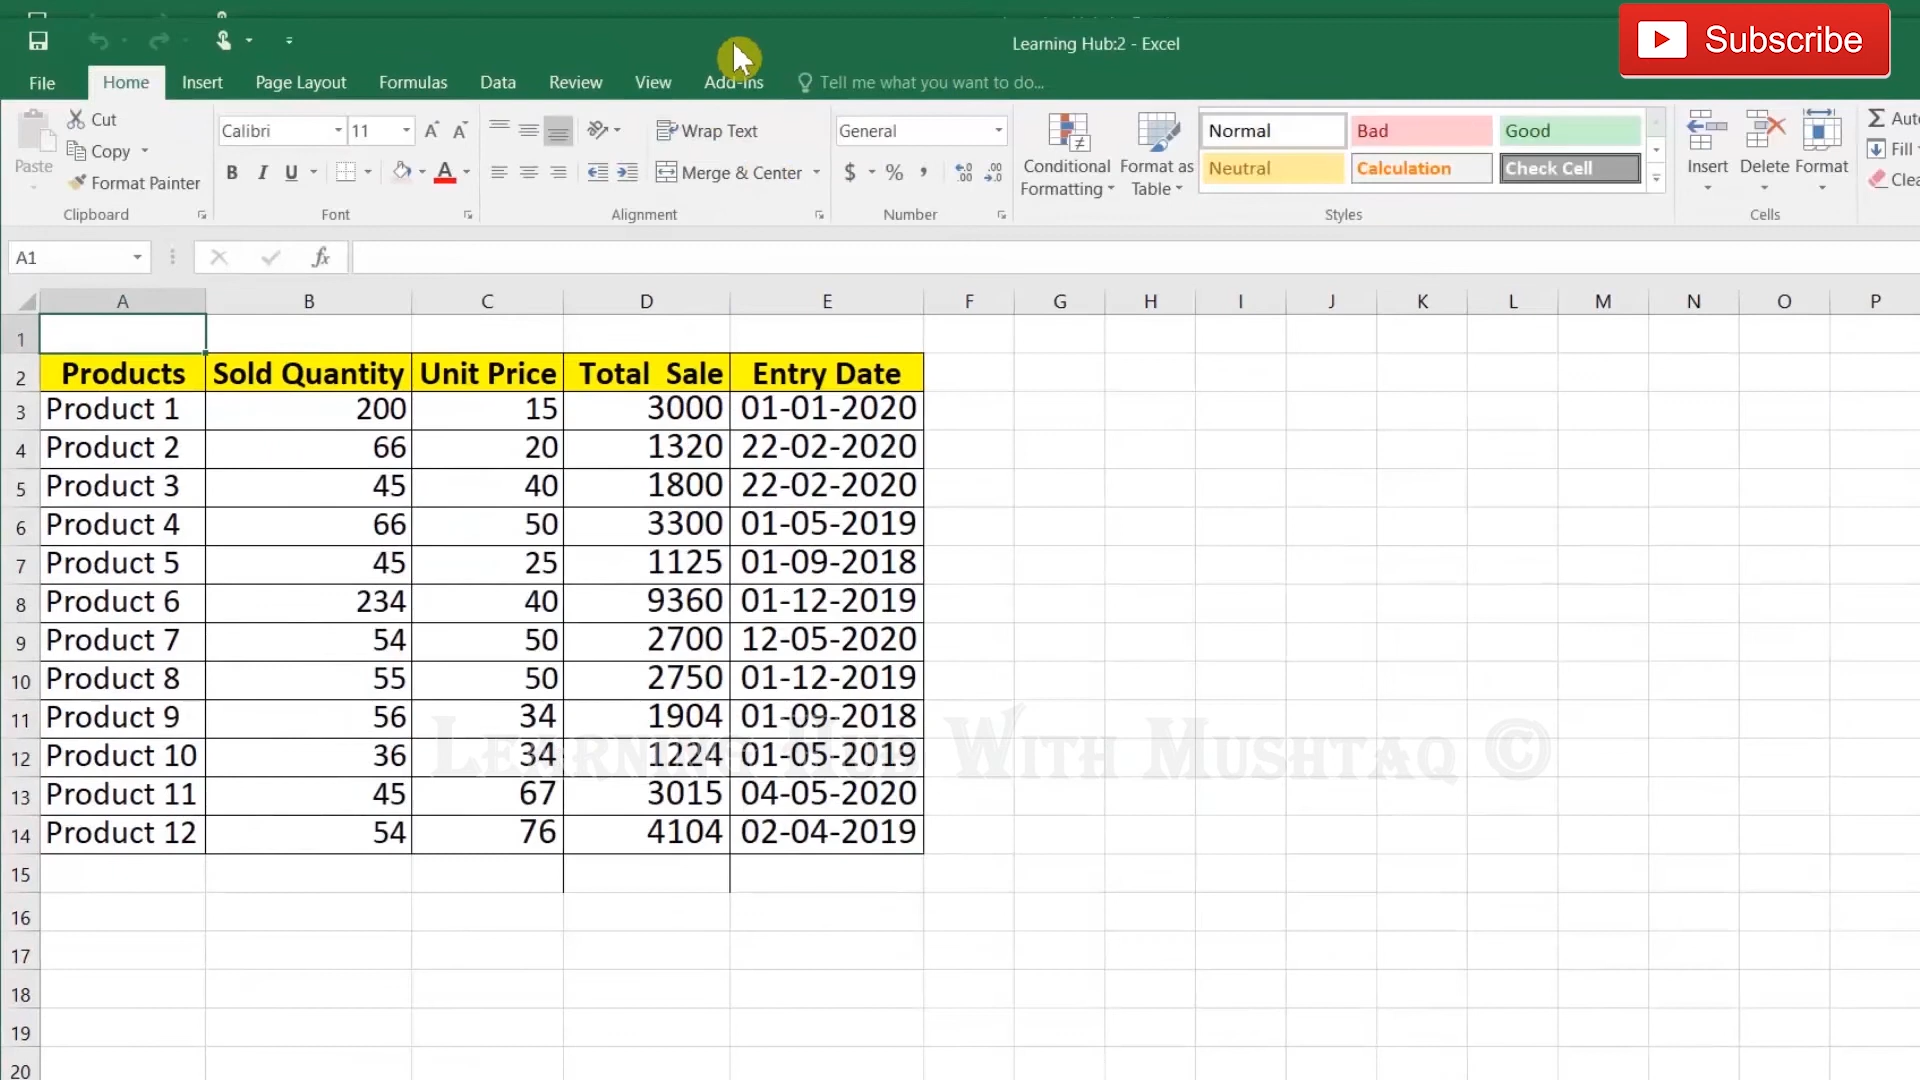 Learning Hub:2 - Excel
Subscribe
File Home Insert Page Layout Formulas Data Review View Add-Ins Tell me what you want to do...
Cut
Copy
Format Painter
Paste
Clipboard
Calibri 11
B I U A
Font
Wrap Text
Merge & Center
Alignment
General
$ % ,
Number
Conditional Formatting
Format as Table
Normal Bad Good
Neutral Calculation Check Cell
Styles
Insert Delete Format
Cells
Fill
A1 fx
A B C D E F G H I J K L M N O P
1
2 Products Sold Quantity Unit Price Total Sale Entry Date
3 Product 1 200 15 3000 01-01-2020
4 Product 2 66 20 1320 22-02-2020
5 Product 3 45 40 1800 22-02-2020
6 Product 4 66 50 3300 01-05-2019
7 Product 5 45 25 1125 01-09-2018
8 Product 6 234 40 9360 01-12-2019
9 Product 7 54 50 2700 12-05-2020
10 Product 8 55 50 2750 01-12-2019
11 Product 9 56 34 1904 01-09-2018
Learning Hub With Mushtaq ©
12 Product 10 36 34 1224 01-05-2019
13 Product 11 45 67 3015 04-05-2020
14 Product 12 54 76 4104 02-04-2019
15
16
17
18
19
20